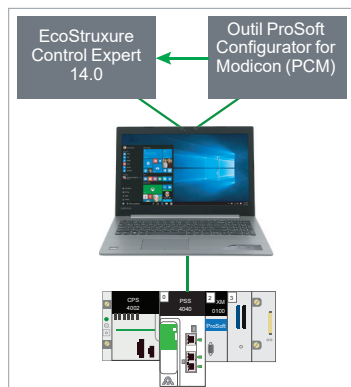 EcoStruxure
Control Expert
14.0
Outil ProSoft
Configurator for
Modicon (PCM)
CPS
4002
0
PSS
4040
2
XM
0100
3
ProSoft